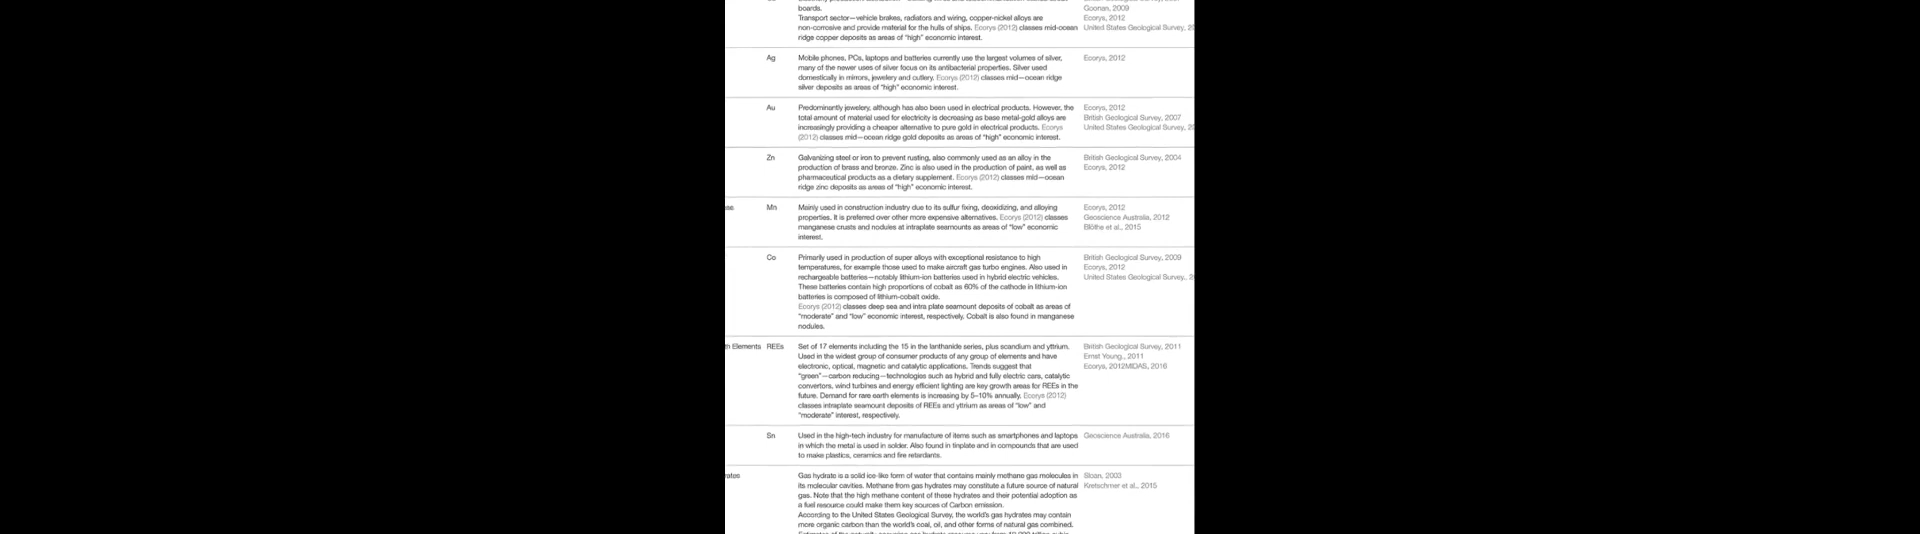 boards.
Goonan, 2009
Transport sector—vehicle brakes, radiators and wiring, copper-nickel alloys are
Ecorys, 2012
non-corrosive and provide material for the hulls of ships. Ecorys (2012) classes mid-ocean
United States Geological Survey,
ridge copper deposits as areas of "high" economic interest.
Ag
Mobile phones, PCs, laptops and batteries currently use the largest volumes of silver,
Ecorys, 2012
many of the newer uses of silver focus on its antibacterial properties. Silver used
domestically in mirrors, jewelery and cutlery. Ecorys (2012) classes mid—ocean ridge
silver deposits as areas of "high" economic interest.
Au
Predominantly jewelery, although has also been used in electrical products. However, the
Ecorys, 2012
total amount of material used for electricity is decreasing as base metal-gold alloys are
British Geological Survey, 2007
increasingly providing a cheaper alternative to pure gold in electrical products. Ecorys
United States Geological Survey,
(2012) classes mid—ocean ridge gold deposits as areas of "high" economic interest.
Zn
Galvanizing steel or iron to prevent rusting, also commonly used as an alloy in the
British Geological Survey, 2004
production of brass and bronze. Zinc is also used in the production of paint, as well as
Ecorys, 2012
pharmaceutical products as a dietary supplement. Ecorys (2012) classes mid—ocean
ridge zinc deposits as areas of "high" economic interest.
Mn
Mainly used in construction industry due to its sulfur fixing, deoxidizing, and alloying
Ecorys, 2012
properties. It is preferred over other more expensive alternatives. Ecorys (2012) classes
Geoscience Australia, 2012
manganese crusts and nodules at intraplate seamounts as areas of "low" economic
Blöthe et al., 2015
interest.
Co
Primarily used in production of super alloys with exceptional resistance to high
British Geological Survey, 2009
temperatures, for example those used to make aircraft gas turbo engines. Also used in
Ecorys, 2012
rechargeable batteries—notably lithium-ion batteries used in hybrid electric vehicles.
United States Geological Survey,
These batteries contain high proportions of cobalt as 60% of the cathode in lithium-ion
batteries is composed of lithium-cobalt oxide.
Ecorys (2012) classes deep sea and intra plate seamount deposits of cobalt as areas of
"moderate" and "low" economic interest, respectively. Cobalt is also found in manganese
nodules.
Elements
REEs
Set of 17 elements including the 15 in the lanthanide series, plus scandium and yttrium.
British Geological Survey, 2011
Used in the widest group of consumer products of any group of elements and have
Ernst Young., 2011
electronic, optical, magnetic and catalytic applications. Trends suggest that
Ecorys, 2012MIDAS, 2016
"green"—carbon reducing—technologies such as hybrid and fully electric cars, catalytic
convertors, wind turbines and energy efficient lighting are key growth areas for REEs in the
future. Demand for rare earth elements is increasing by 5–10% annually. Ecorys (2012)
classes intraplate seamount deposits of REEs and yttrium as areas of "low" and
"moderate" interest, respectively.
Sn
Used in the high-tech industry for manufacture of items such as smartphones and laptops
Geoscience Australia, 2016
in which the metal is used in solder. Also found in tinplate and in compounds that are used
to make plastics, ceramics and fire retardants.
Gas hydrate is a solid ice-like form of water that contains mainly methane gas molecules in
Sloan, 2003
its molecular cavities. Methane from gas hydrates may constitute a future source of natural
Kretschmer et al., 2015
gas. Note that the high methane content of these hydrates and their potential adoption as
a fuel resource could make them key sources of Carbon emission.
According to the United States Geological Survey, the world's gas hydrates may contain
more organic carbon than the world's coal, oil, and other forms of natural gas combined.